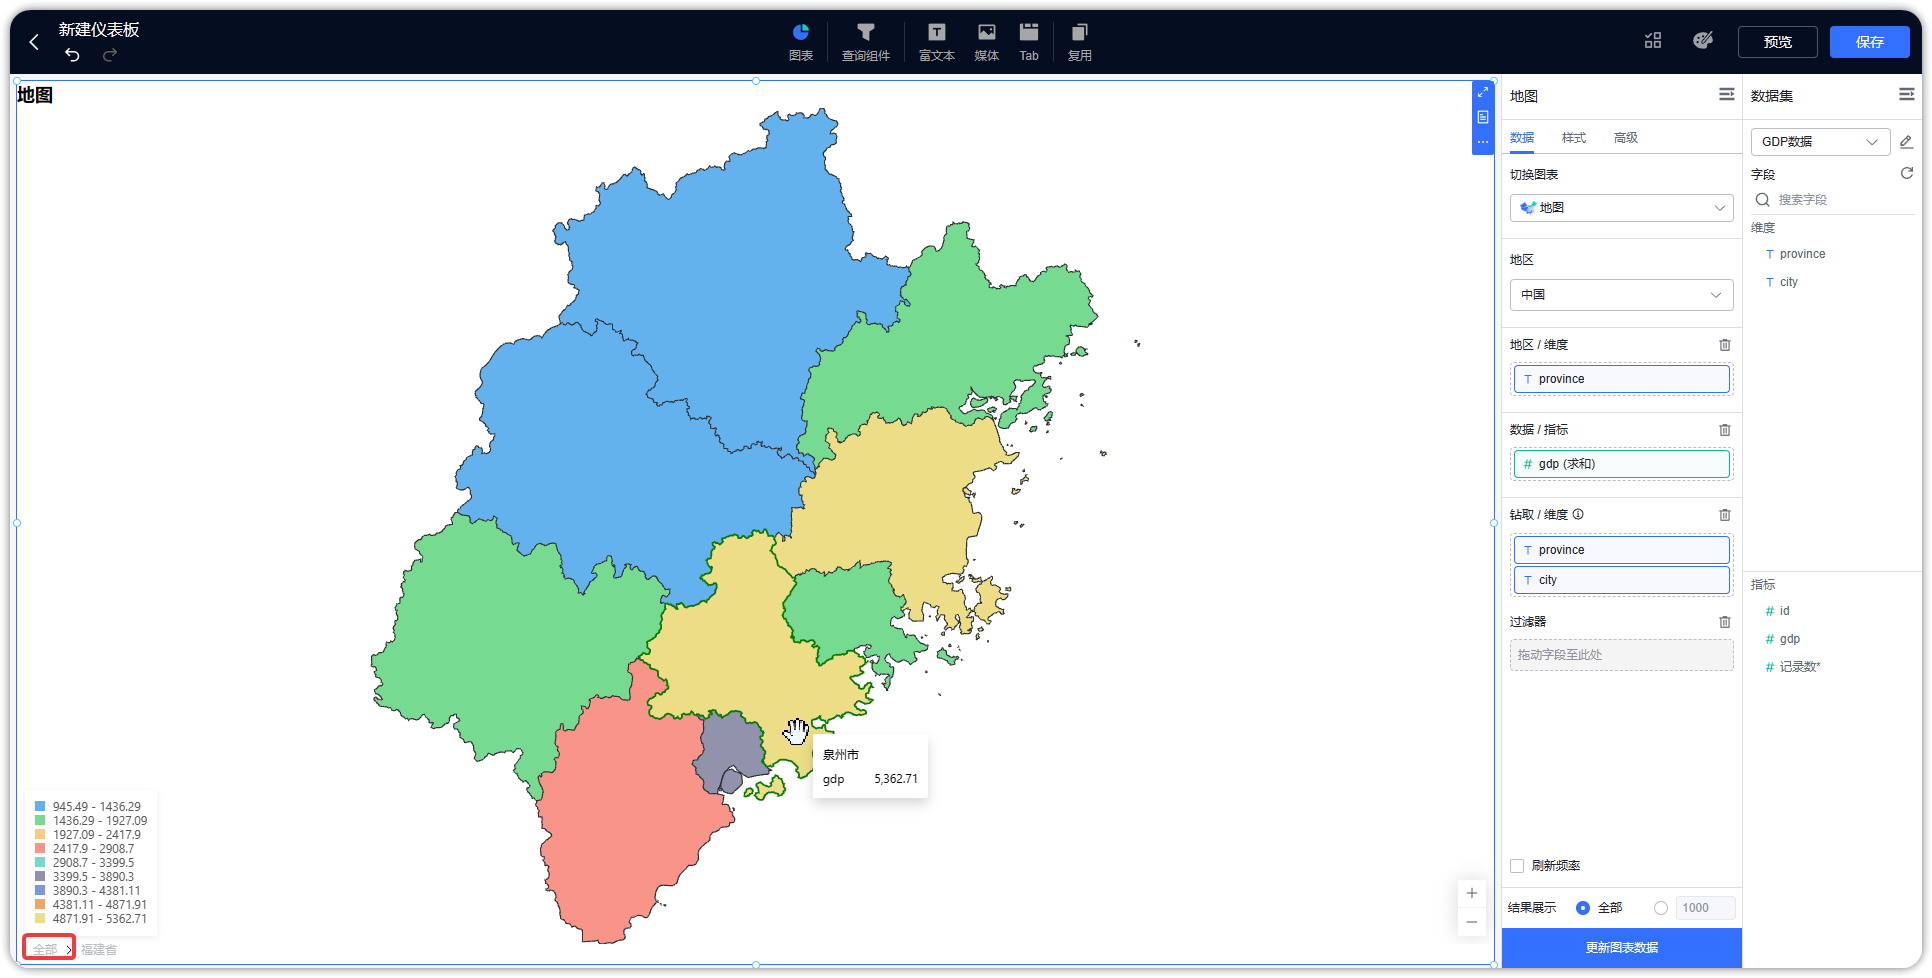 新建仪表板
图表
查询组件
富文本
媒体
Tab
复用
预览
保存
地图
945.49 - 1436.29
1436.29 - 1927.09
1927.09 - 2417.9
2417.9 - 2908.7
2908.7 - 3399.5
3399.5 - 3890.3
3890.3 - 4381.11
4381.11 - 4871.91
4871.91 - 5362.71
全部
福建省
泉州市
gdp 5,362.71
地图
数据 样式 高级
切换图表
地图
地区
中国
地区 / 维度
T province
数据 / 指标
# gdp (求和)
钻取 / 维度
T province
T city
过滤器
拖动字段至此处
刷新频率
结果展示 全部 1000
更新图表数据
数据集
GDP数据
字段
搜索字段
维度
T province
T city
指标
# id
# gdp
# 记录数*